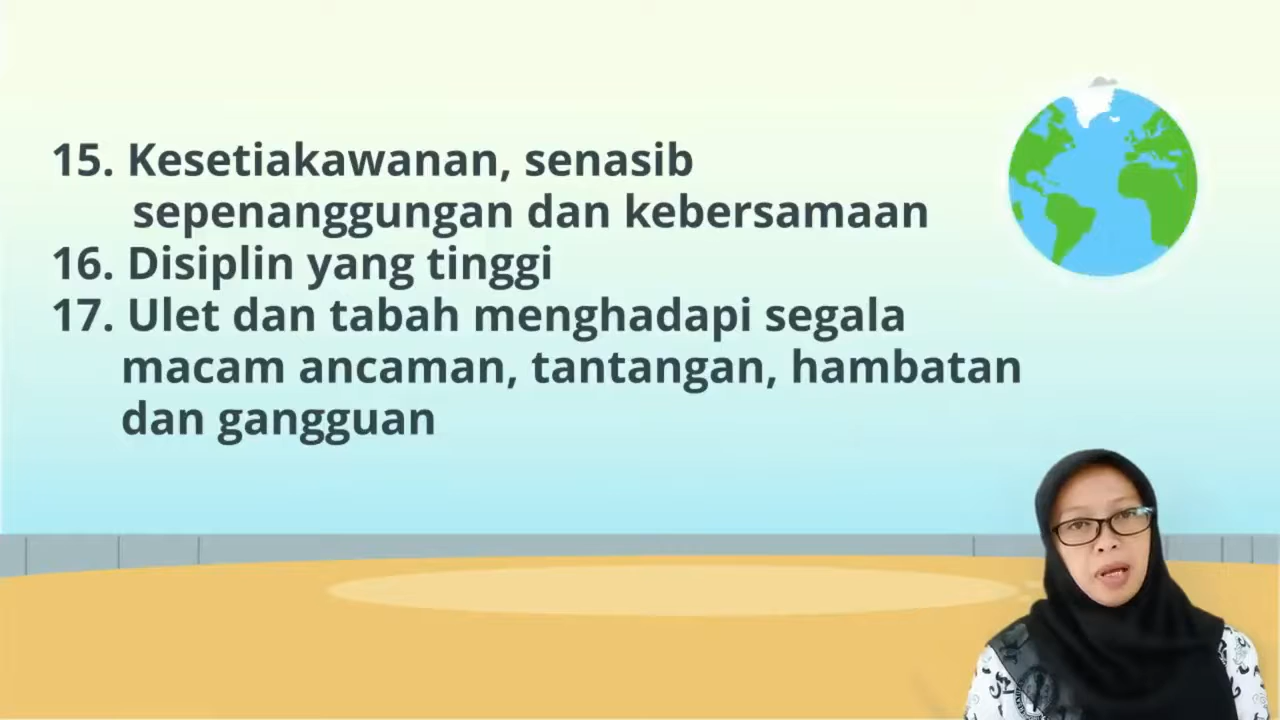 15. Kesetiakawanan, senasib
sepenanggungan dan kebersamaan
16. Disiplin yang tinggi
17. Ulet dan tabah menghadapi segala
macam ancaman, tantangan, hambatan
dan gangguan